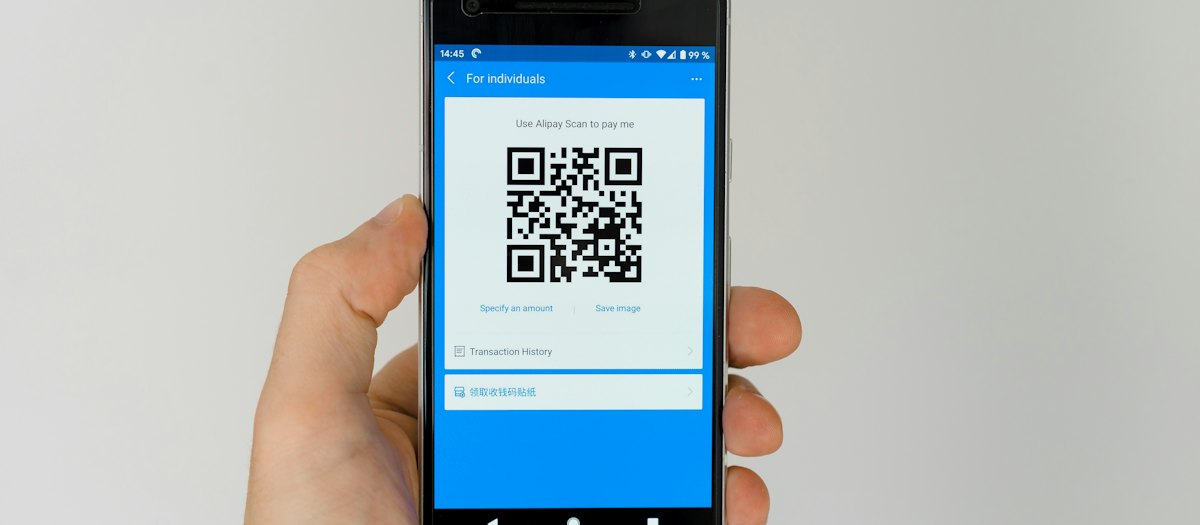 14:45 99 %
For individuals
Use Alipay Scan to pay me
Specify an amount Save image
Transaction History
领取收钱码贴纸